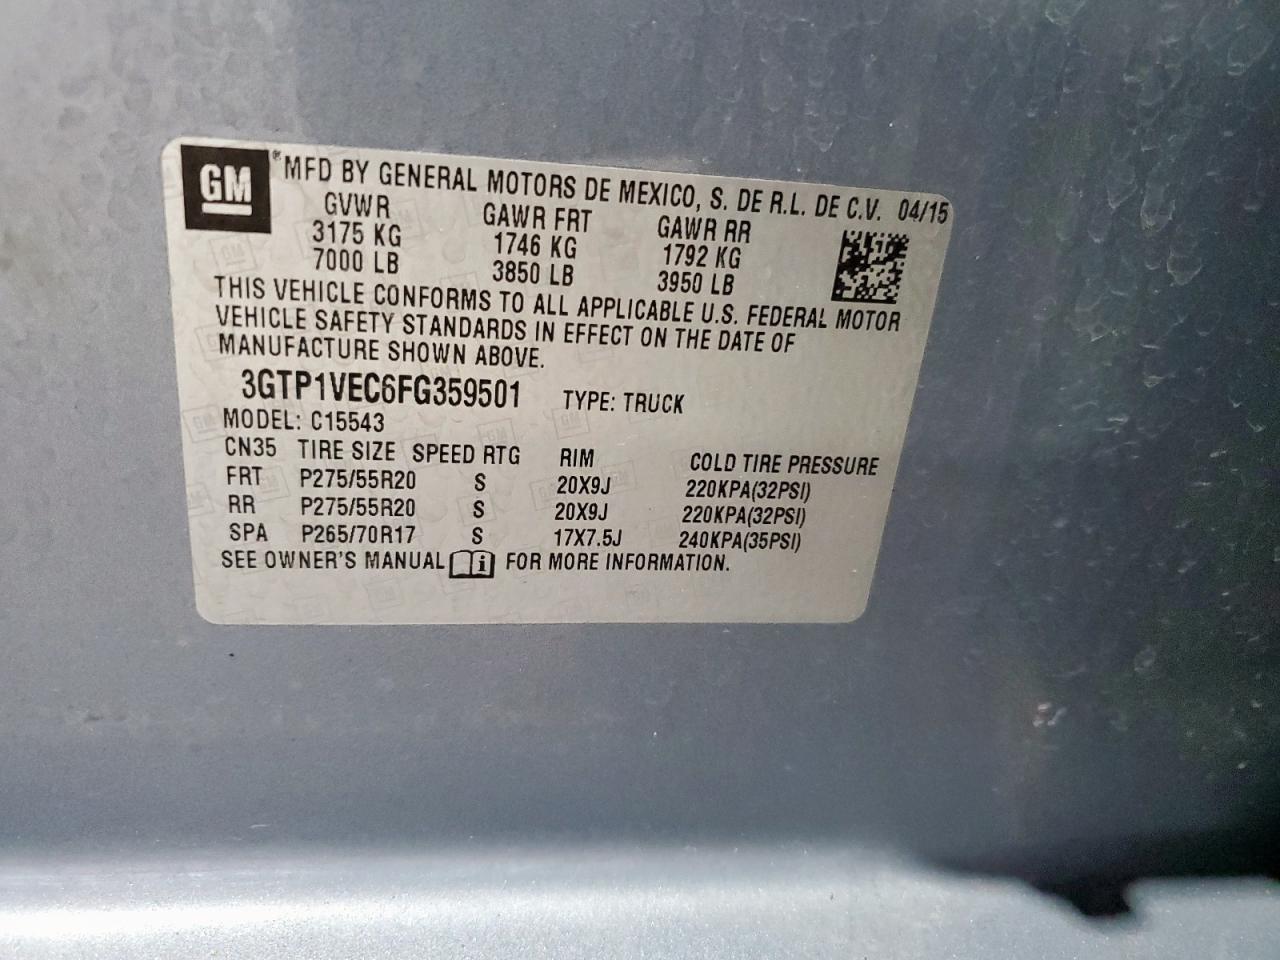 GM
® MFD BY GENERAL MOTORS DE MEXICO, S. DE R.L. DE C.V. 04/15
GVWR GAWR FRT GAWR RR
3175 KG 1746 KG 1792 KG
7000 LB 3850 LB 3950 LB
THIS VEHICLE CONFORMS TO ALL APPLICABLE U.S. FEDERAL MOTOR
VEHICLE SAFETY STANDARDS IN EFFECT ON THE DATE OF
MANUFACTURE SHOWN ABOVE.
3GTP1VEC6FG359501 TYPE: TRUCK
MODEL: C15543
CN35 TIRE SIZE SPEED RTG RIM COLD TIRE PRESSURE
FRT P275/55R20 S 20X9J 220KPA(32PSI)
RR P275/55R20 S 20X9J 220KPA(32PSI)
SPA P265/70R17 S 17X7.5J 240KPA(35PSI)
SEE OWNER'S MANUAL i FOR MORE INFORMATION.